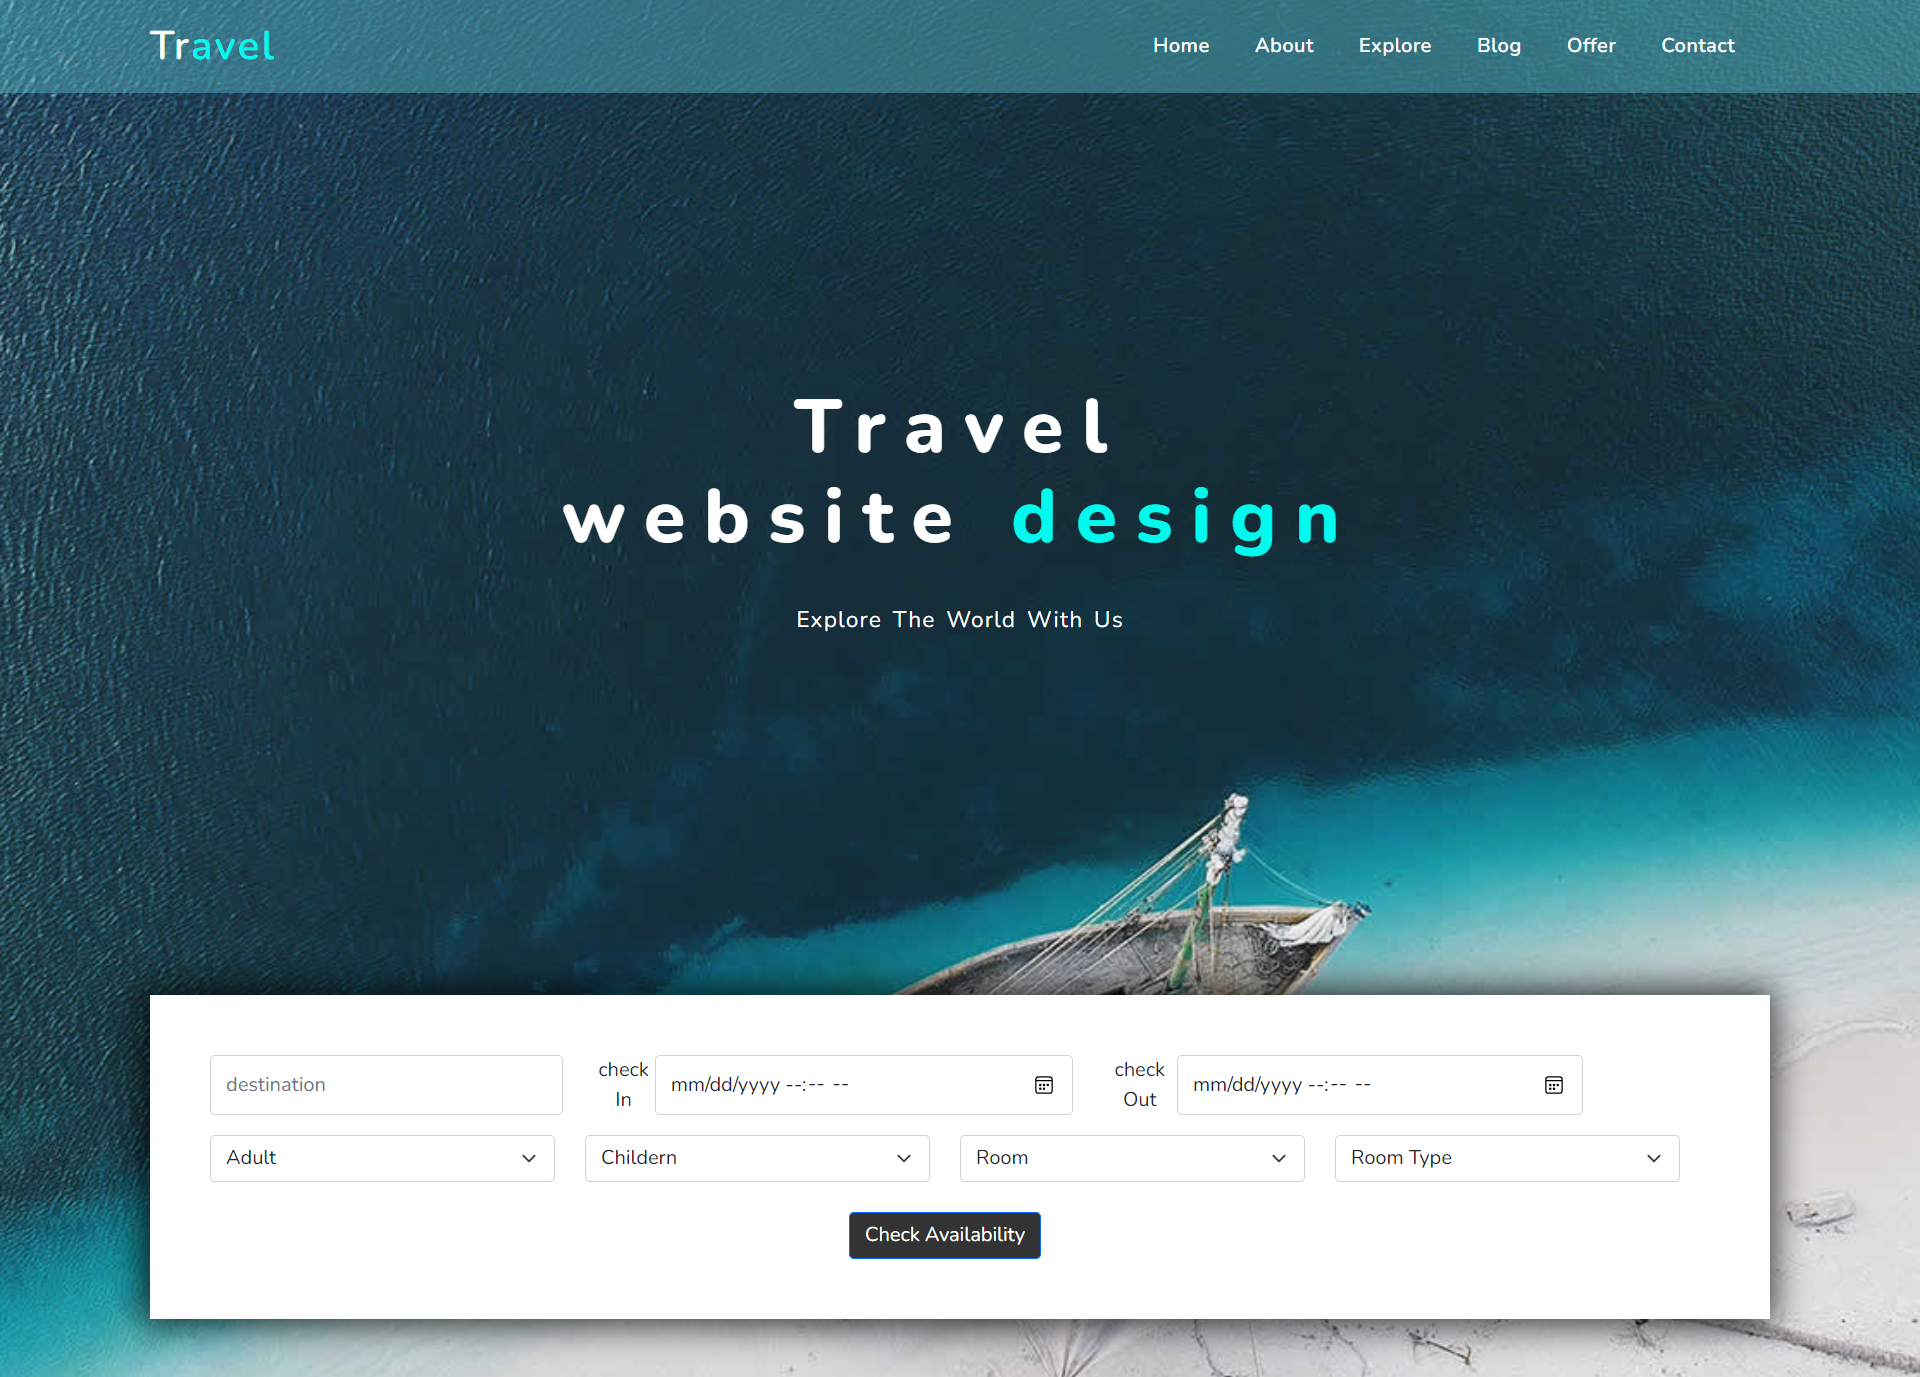 Travel
Home About Explore Blog Offer Contact
Travel
website design
Explore The World With Us
destination
check
In
mm/dd/yyyy --:-- --
check
Out
mm/dd/yyyy --:-- --
Adult
Childern
Room
Room Type
Check Availability